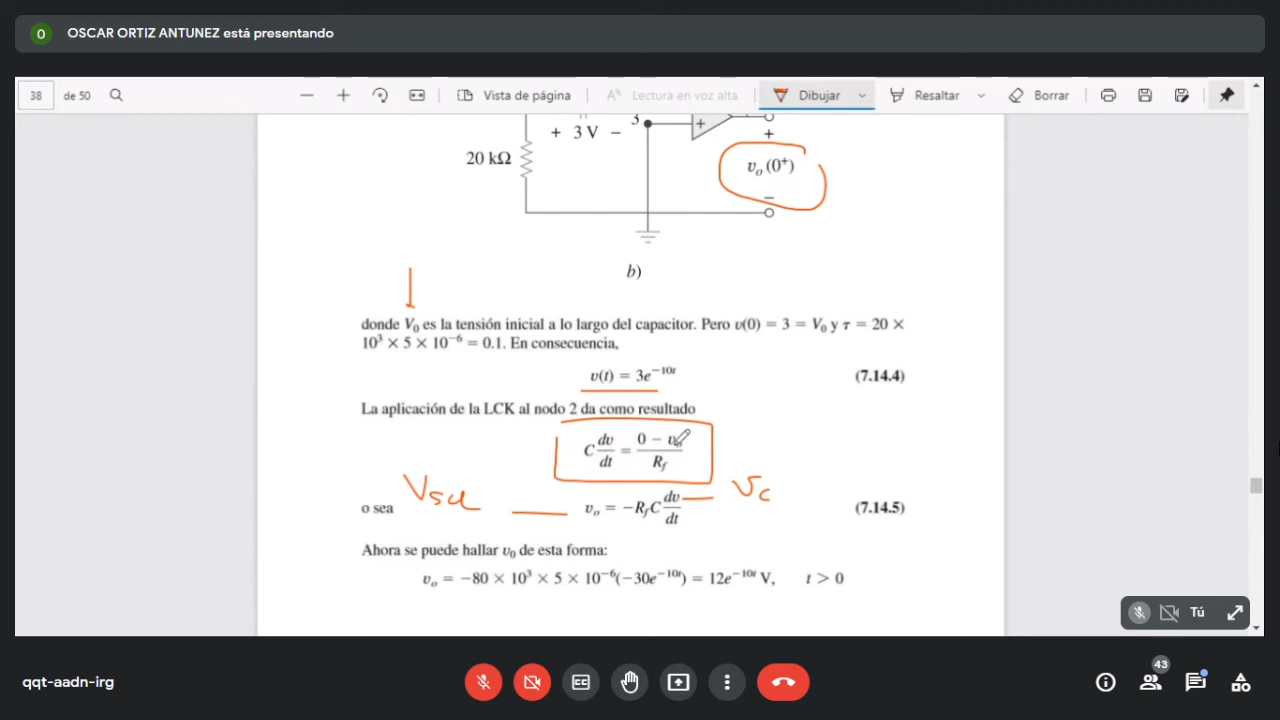 O OSCAR ORTIZ ANTUNEZ está presentando
38 de 50 Vista de página Lectura en voz alta Dibujar Resaltar Borrar
+ 3 V − 3 +
+
20 kΩ
v_o (0⁺)
−
b)
donde V₀ es la tensión inicial a lo largo del capacitor. Pero v(0) = 3 = V₀ y τ = 20 ×
10³ × 5 × 10⁻⁶ = 0.1. En consecuencia,
v(t) = 3e⁻¹⁰ᵗ (7.14.4)
La aplicación de la LCK al nodo 2 da como resultado
C dv/dt = (0 − v_o)/R_f
Vsal Vc
o sea v_o = −R_fC dv/dt (7.14.5)
Ahora se puede hallar v₀ de esta forma:
v_o = −80 × 10³ × 5 × 10⁻⁶(−30e⁻¹⁰ᵗ) = 12e⁻¹⁰ᵗ V, t > 0
Tú
43
qqt-aadn-irg